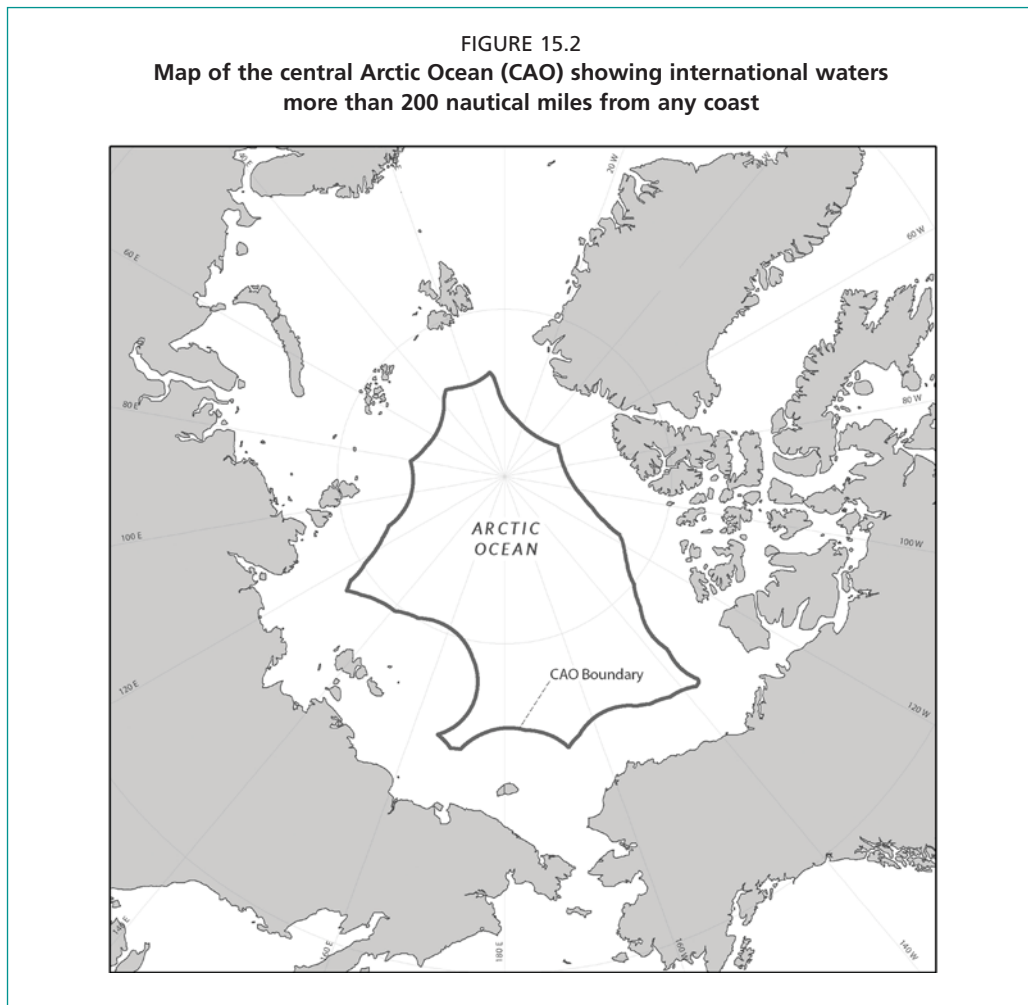 FIGURE 15.2
Map of the central Arctic Ocean (CAO) showing international waters
more than 200 nautical miles from any coast
20 W
60 E
60 W
80 E
80 W
ARCTIC
OCEAN
100 E
100 W
CAO Boundary
120 E
120 W
140 E
180 E
160 W
140 W